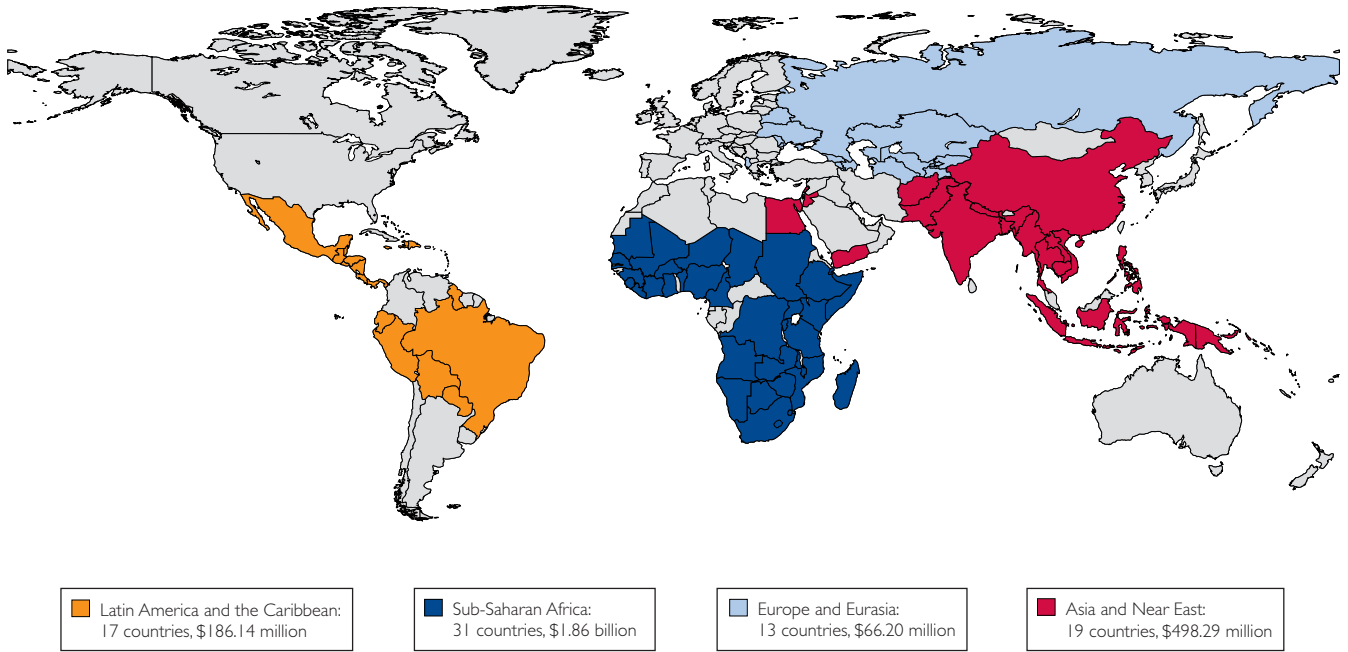 Latin America and the Caribbean:
17 countries, $186.14 million
Sub-Saharan Africa:
31 countries, $1.86 billion
Europe and Eurasia:
13 countries, $66.20 million
Asia and Near East:
19 countries, $498.29 million